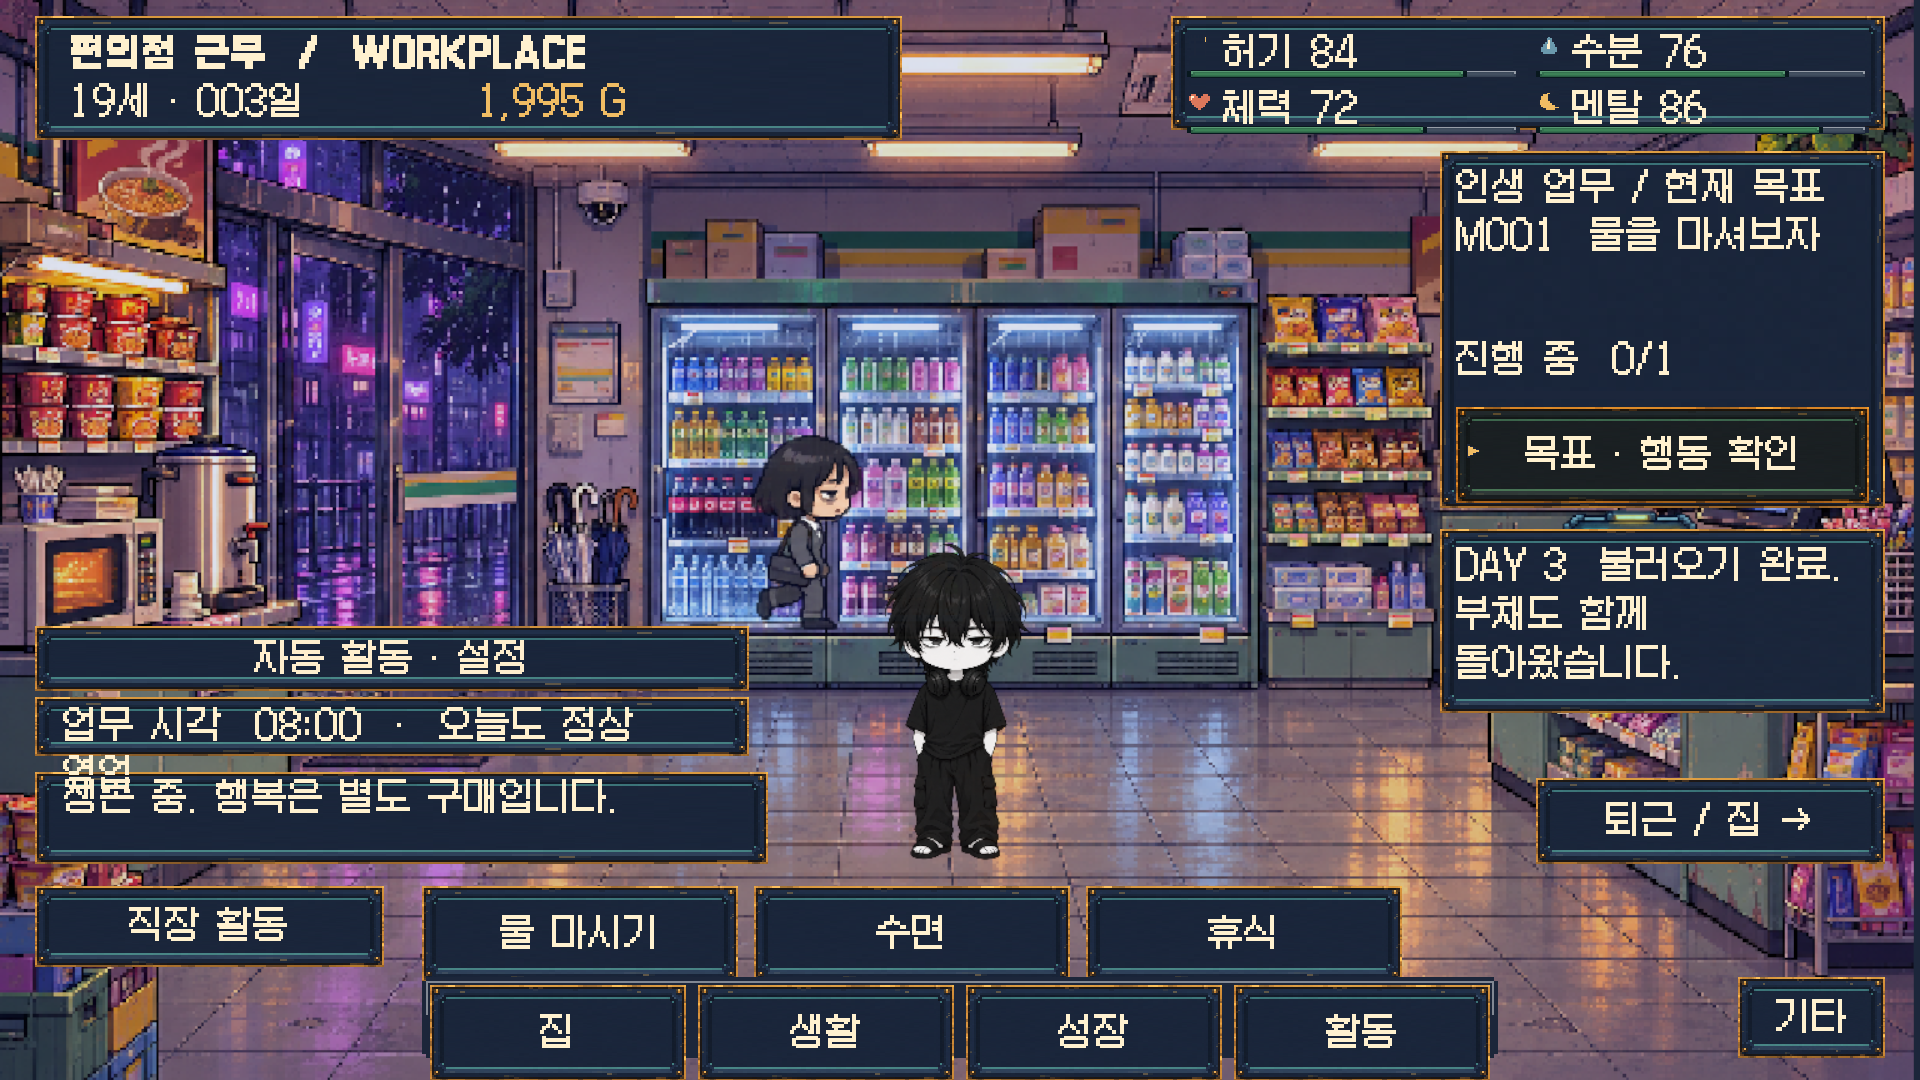 편의점 근무 / WORKPLACE
19세 · 003일 1,995 G
허기 84 수분 76
체력 72 멘탈 86
인생 업무 / 현재 목표
M001 물을 마셔보자
진행 중 0/1
목표 · 행동 확인
DAY 3 불러오기 완료.
부채도 함께
돌아왔습니다.
자동 활동 · 설정
업무 시각 08:00 · 오늘도 정상
영업
중. 행복은 별도 구매입니다.
퇴근 / 집 →
직장 활동
물 마시기
수면
휴식
집
생활
성장
활동
기타